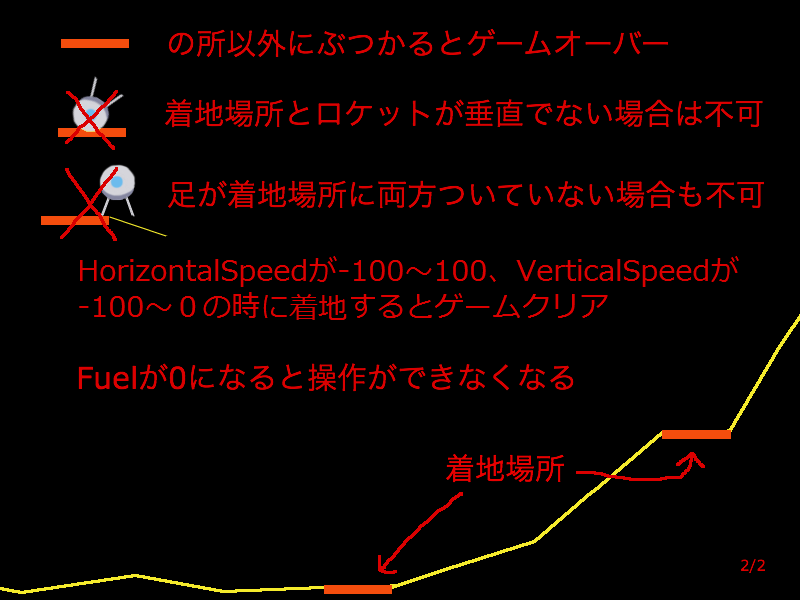 の所以外にぶつかるとゲームオーバー
着地場所とロケットが垂直でない場合は不可
足が着地場所に両方ついていない場合も不可
HorizontalSpeedが-100～100、VerticalSpeedが
-100～０の時に着地するとゲームクリア
Fuelが0になると操作ができなくなる
着地場所
2/2